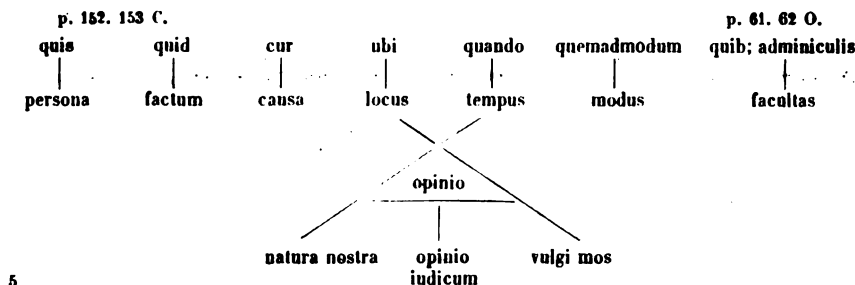 p. 152. 153 C. p. 61. 62 O.
quis quid cur ubi quando quemadmodum quib; adminiculis
persona factum causa locus tempus modus facultas
opinio
natura nostra opinio vulgi mos
iudicum
5